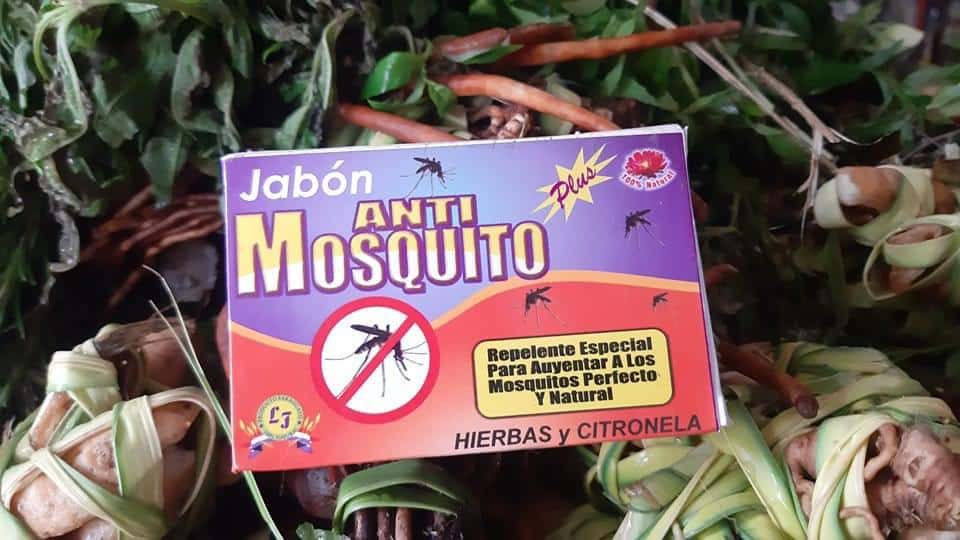 Jabón
ANTI
MOSQUITO
Plus
100% Natural
Repelente Especial
Para Auyentar A Los
Mosquitos Perfecto
Y Natural
LJ
HIERBAS y CITRONELA